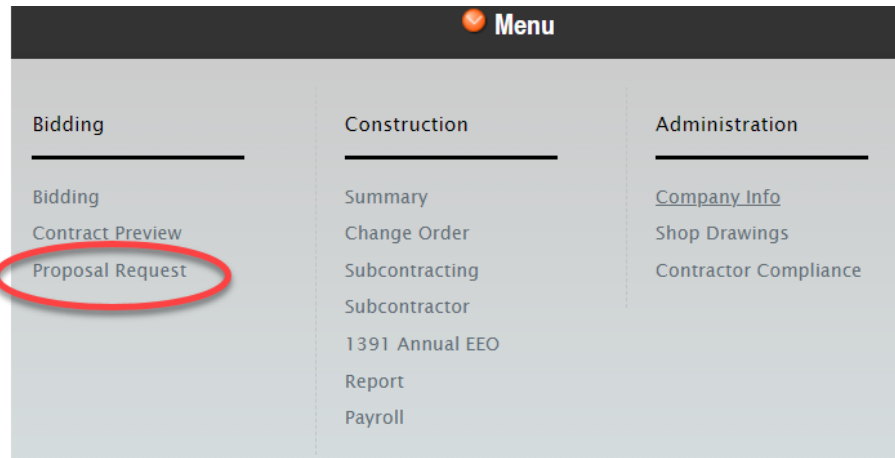 Menu
Bidding
Bidding
Contract Preview
Proposal Request
Construction
Summary
Change Order
Subcontracting
Subcontractor
1391 Annual EEO
Report
Payroll
Administration
Company Info
Shop Drawings
Contractor Compliance